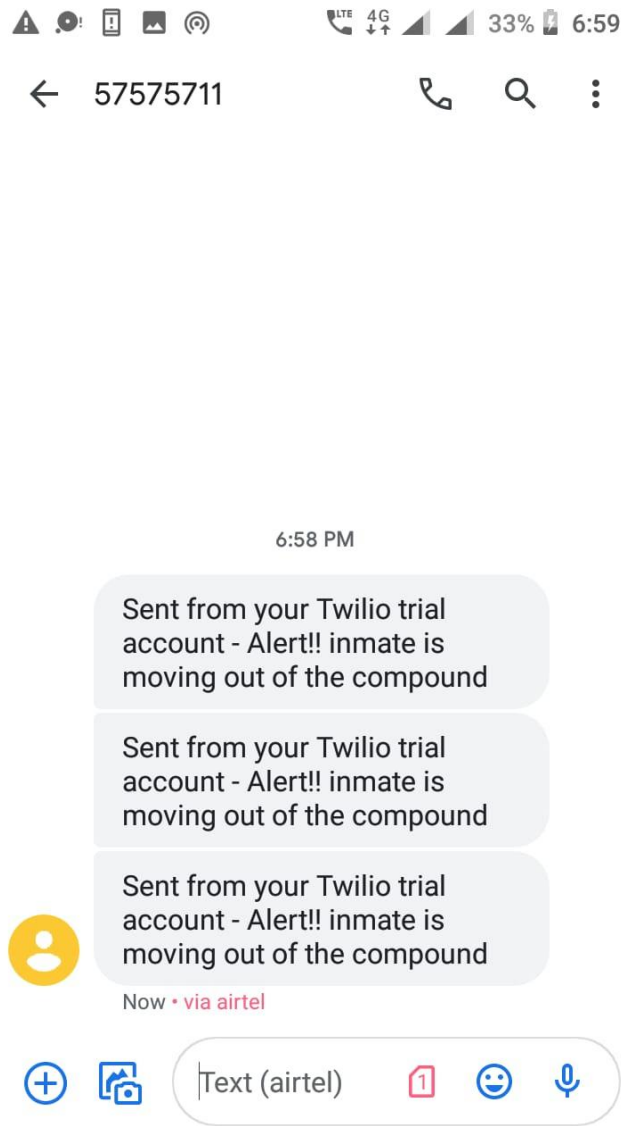 LTE 4G 33% 6:59
57575711
6:58 PM
Sent from your Twilio trial
account - Alert!! inmate is
moving out of the compound
Sent from your Twilio trial
account - Alert!! inmate is
moving out of the compound
Sent from your Twilio trial
account - Alert!! inmate is
moving out of the compound
Now • via airtel
Text (airtel) 1